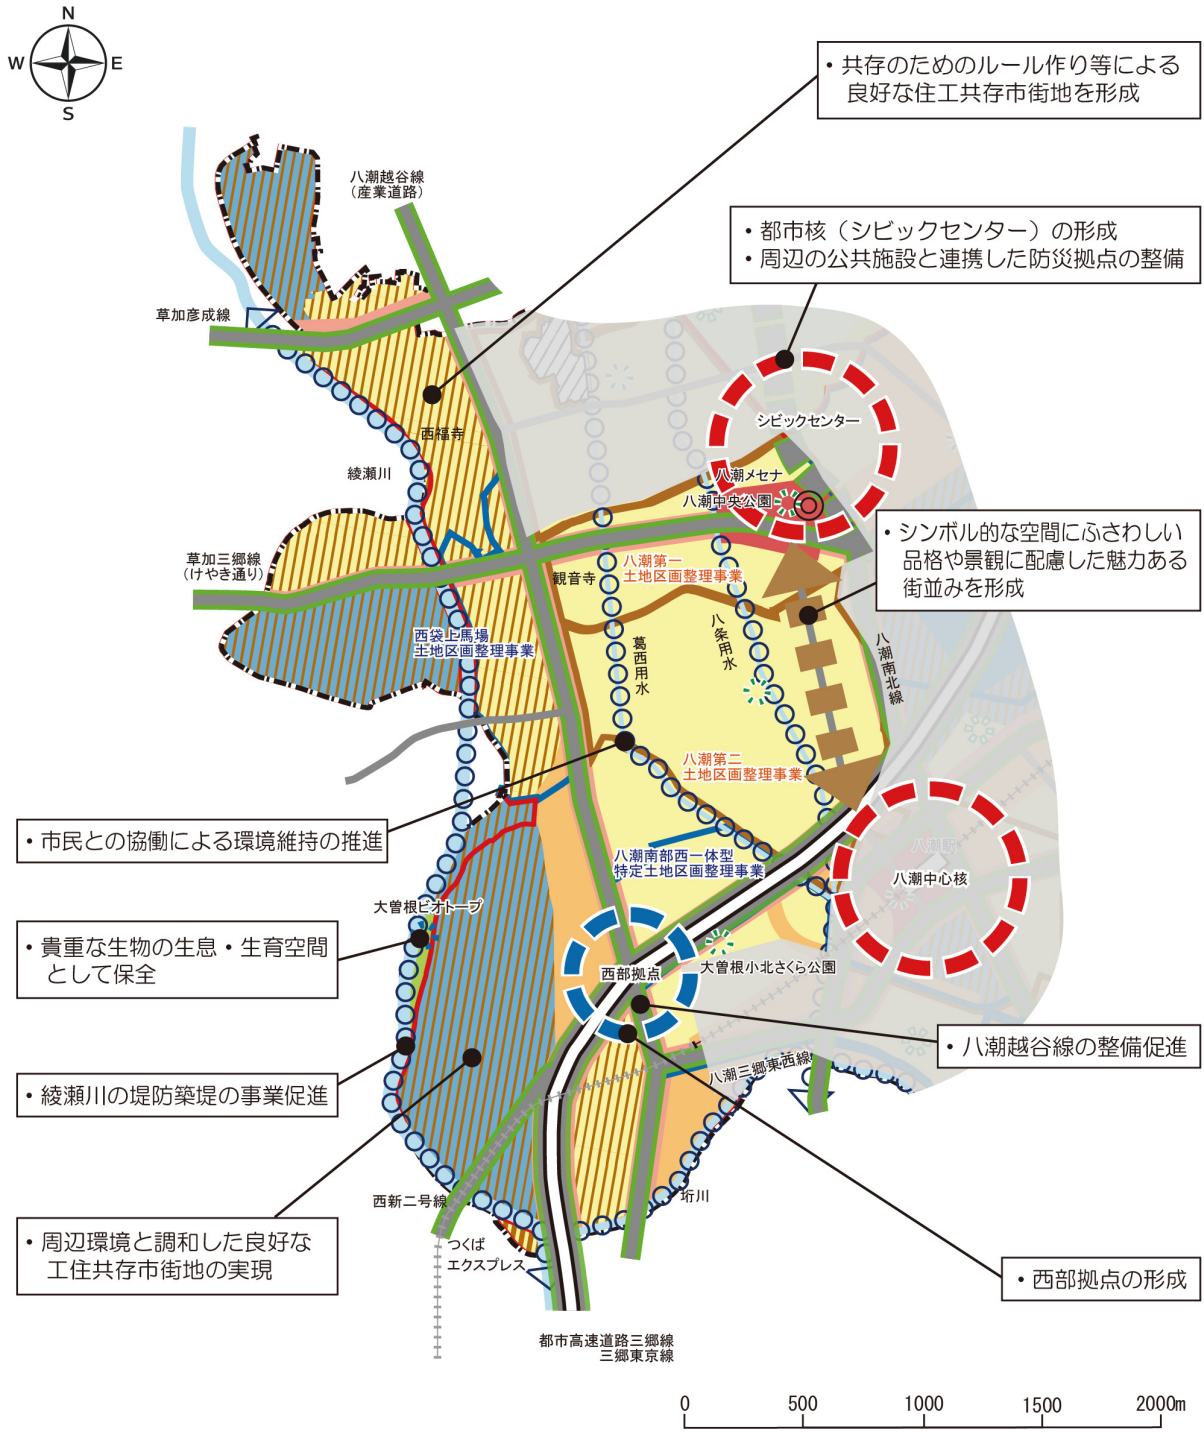 N
W
E
S
・共存のためのルール作り等による
良好な住工共存市街地を形成
八潮越谷線
(産業道路)
・都市核（シビックセンター）の形成
・周辺の公共施設と連携した防災拠点の整備
草加彦成線
シビックセンター
西福寺
綾瀬川
八潮メセナ
八潮中央公園
・シンボル的な空間にふさわしい
品格や景観に配慮した魅力ある
街並みを形成
草加三郷線
(けやき通り)
八潮第一
土地区画整理事業
観音寺
西袋上馬場
土地区画整理事業
葛西用水
八条用水
八潮南北線
八潮第二
土地区画整理事業
・市民との協働による環境維持の推進
八潮南部西一体型
特定土地区画整理事業
八潮駅
八潮中心核
大曽根ビオトープ
・貴重な生物の生息・生育空間
として保全
西部拠点
大曽根小北さくら公園
・八潮越谷線の整備促進
八潮三郷東西線
・綾瀬川の堤防築堤の事業促進
西新二号線
垳川
・周辺環境と調和した良好な
工住共存市街地の実現
つくば
エクスプレス
・西部拠点の形成
都市高速道路三郷線
三郷東京線
0 500 1000 1500 2000m